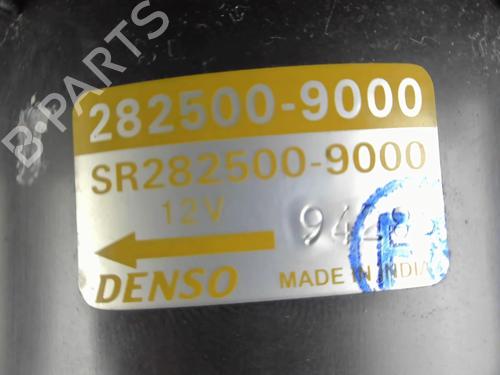 282500-9000
SR282500-9000
12V
DENSO
MADE IN INDIA
B-PARTS